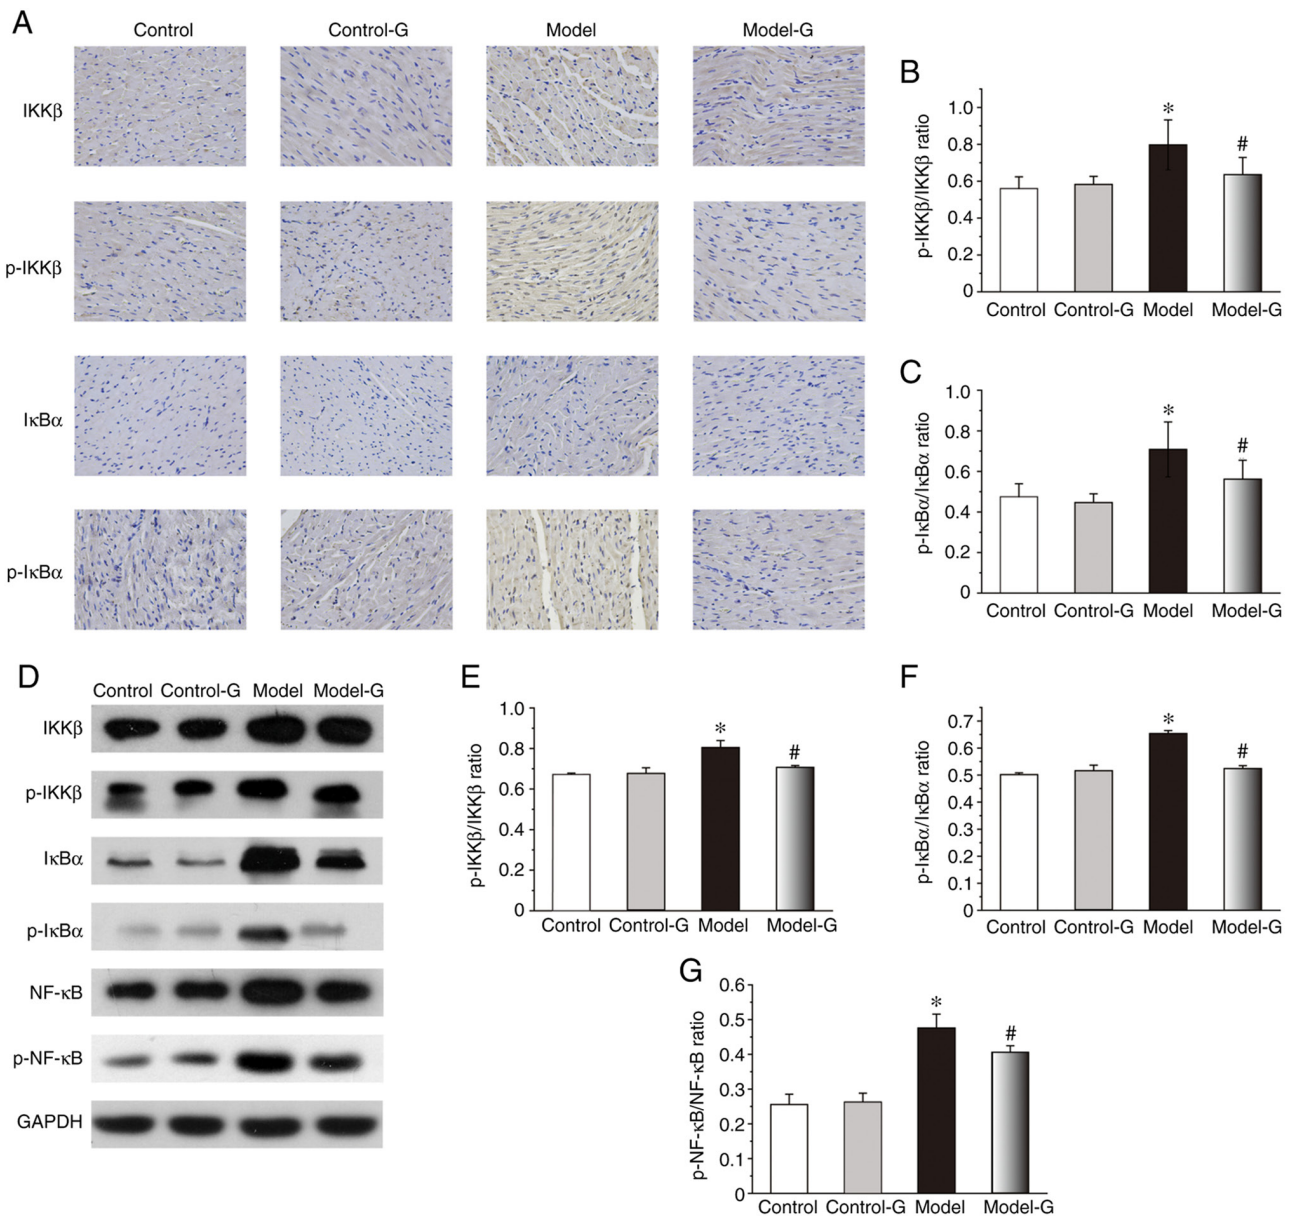 A
Control Control-G Model Model-G
IKKβ
p-IKKβ
IκBα
p-IκBα
B
p-IKKβ/IKKβ ratio
1.0
0.8
0.6
0.4
0.2
0
*
#
Control Control-G Model Model-G
C
p-IκBα/IκBα ratio
1.0
0.8
0.6
0.4
0.2
0
*
#
Control Control-G Model Model-G
D
Control Control-G Model Model-G
IKKβ
p-IKKβ
IκBα
p-IκBα
NF-κB
p-NF-κB
GAPDH
E
p-IKKβ/IKKβ ratio
1.0
0.8
0.6
0.4
0.2
0
*
#
Control Control-G Model Model-G
F
p-IκBα/IκBα ratio
0.7
0.6
0.5
0.4
0.3
0.2
0.1
0
*
#
Control Control-G Model Model-G
G
p-NF-κB/NF-κB ratio
0.6
0.5
0.4
0.3
0.2
0.1
0
*
#
Control Control-G Model Model-G